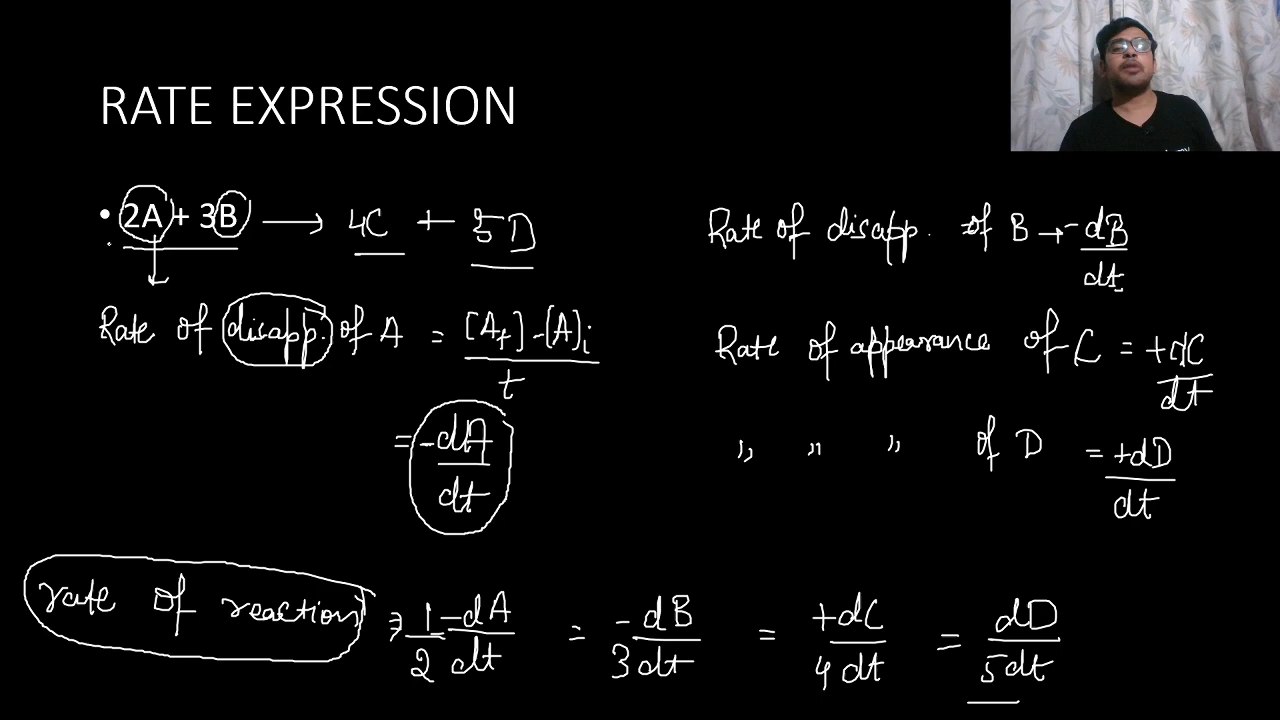 RATE EXPRESSION
• 2A + 3B → 4C + 5D
Rate of disapp. of A = [A_f] - [A]_i / t
= -dA/dt
Rate of disapp. of B → -dB/dt
Rate of appearance of C = +dC/dt
,, ,, ,, of D = +dD/dt
rate of reaction ⇒ 1/2 -dA/dt = -dB/3dt = +dC/4dt = dD/5dt